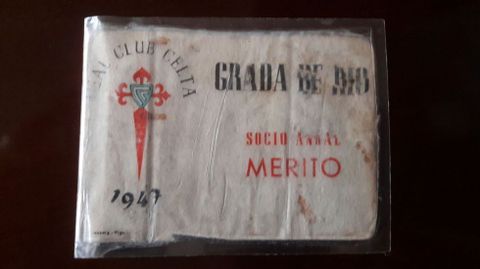 REAL CLUB CELTA
GRADA DE RIO
SOCIO ANUAL
MERITO
1947